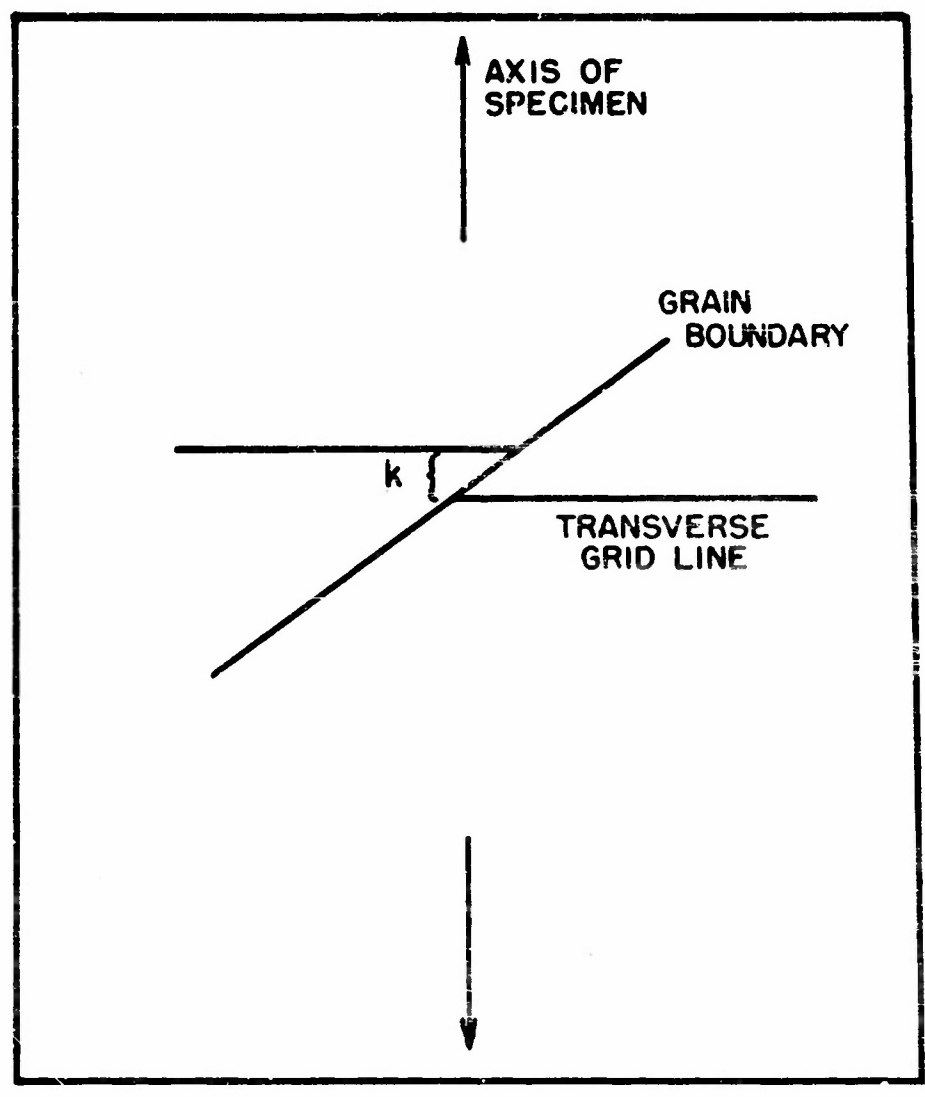 AXIS OF
SPECIMEN
GRAIN
BOUNDARY
k
TRANSVERSE
GRID LINE